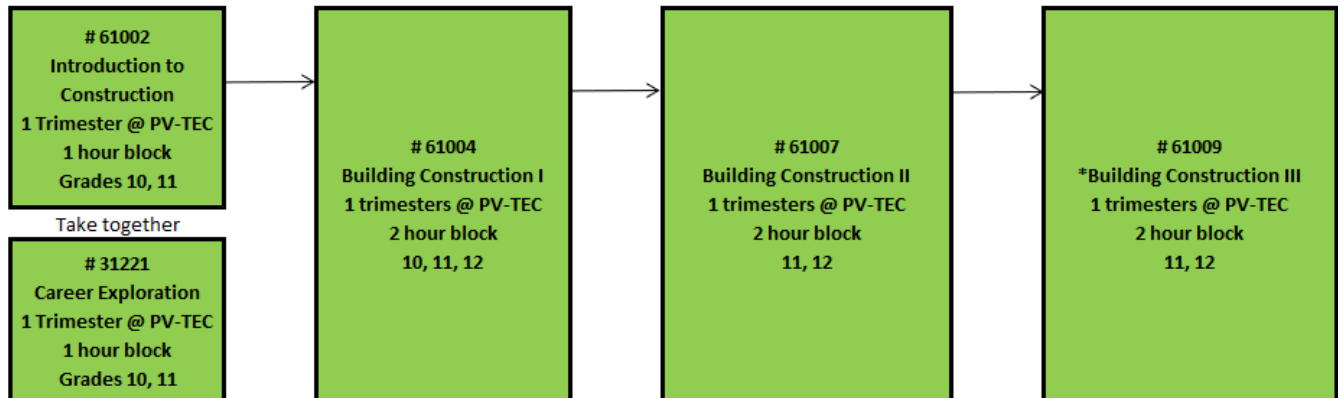 # 61002
Introduction to
Construction
1 Trimester @ PV-TEC
1 hour block
Grades 10, 11
Take together
# 31221
Career Exploration
1 Trimester @ PV-TEC
1 hour block
Grades 10, 11
# 61004
Building Construction I
1 trimesters @ PV-TEC
2 hour block
10, 11, 12
# 61007
Building Construction II
1 trimesters @ PV-TEC
2 hour block
11, 12
# 61009
*Building Construction III
1 trimesters @ PV-TEC
2 hour block
11, 12